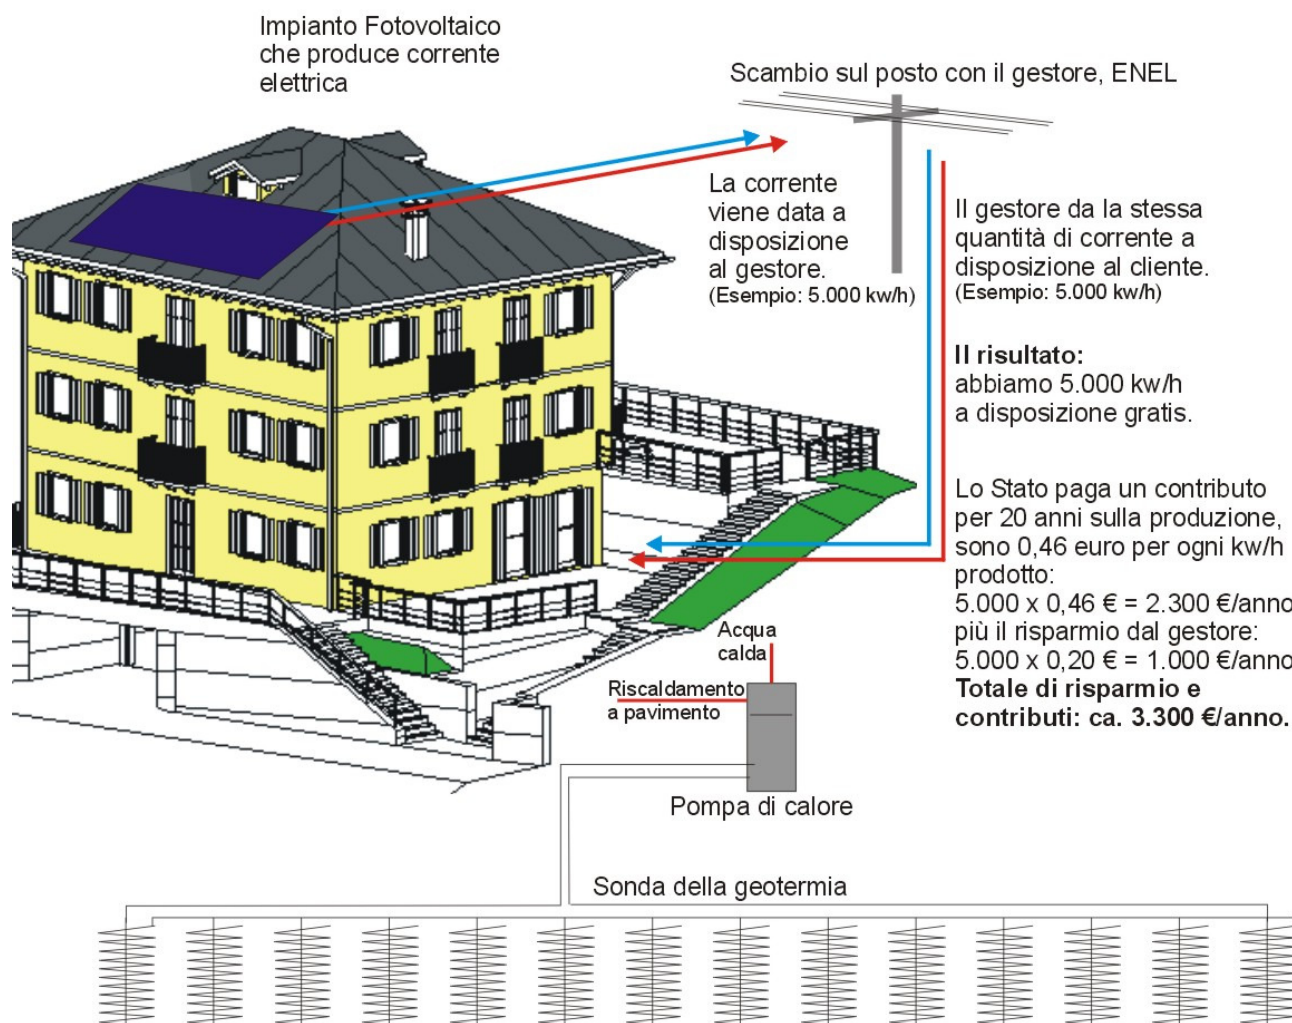 Impianto Fotovoltaico
che produce corrente
elettrica
Scambio sul posto con il gestore, ENEL
La corrente
viene data a
disposizione
al gestore.
(Esempio: 5.000 kw/h)
Il gestore da la stessa
quantità di corrente a
disposizione al cliente.
(Esempio: 5.000 kw/h)
Il risultato:
abbiamo 5.000 kw/h
a disposizione gratis.
Lo Stato paga un contributo
per 20 anni sulla produzione,
sono 0,46 euro per ogni kw/h
prodotto:
5.000 x 0,46 € = 2.300 €/anno
più il risparmio dal gestore:
5.000 x 0,20 € = 1.000 €/anno
Totale di risparmio e
contributi: ca. 3.300 €/anno.
Acqua
calda
Riscaldamento
a pavimento
Pompa di calore
Sonda della geotermia